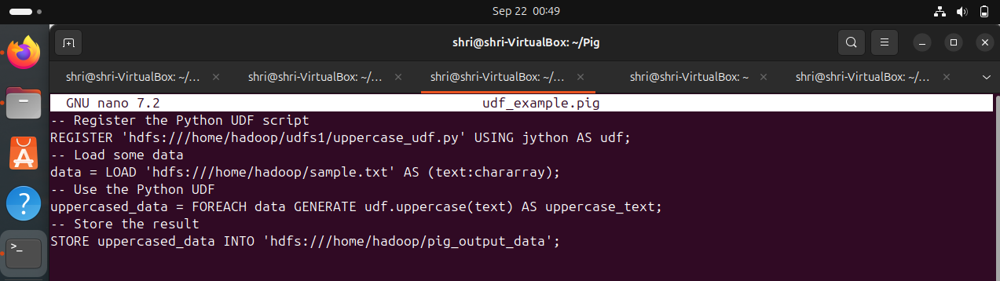 Sep 22 00:49
shri@shri-VirtualBox: ~/Pig
shri@shri-VirtualBox: ~/... × shri@shri-VirtualBox: ~/... × shri@shri-VirtualBox: ~/... × shri@shri-VirtualBox: ~ × shri@shri-VirtualBox: ~/... ×
GNU nano 7.2 udf_example.pig
-- Register the Python UDF script
REGISTER 'hdfs:///home/hadoop/udfs1/uppercase_udf.py' USING jython AS udf;
-- Load some data
data = LOAD 'hdfs:///home/hadoop/sample.txt' AS (text:chararray);
-- Use the Python UDF
uppercased_data = FOREACH data GENERATE udf.uppercase(text) AS uppercase_text;
-- Store the result
STORE uppercased_data INTO 'hdfs:///home/hadoop/pig_output_data';